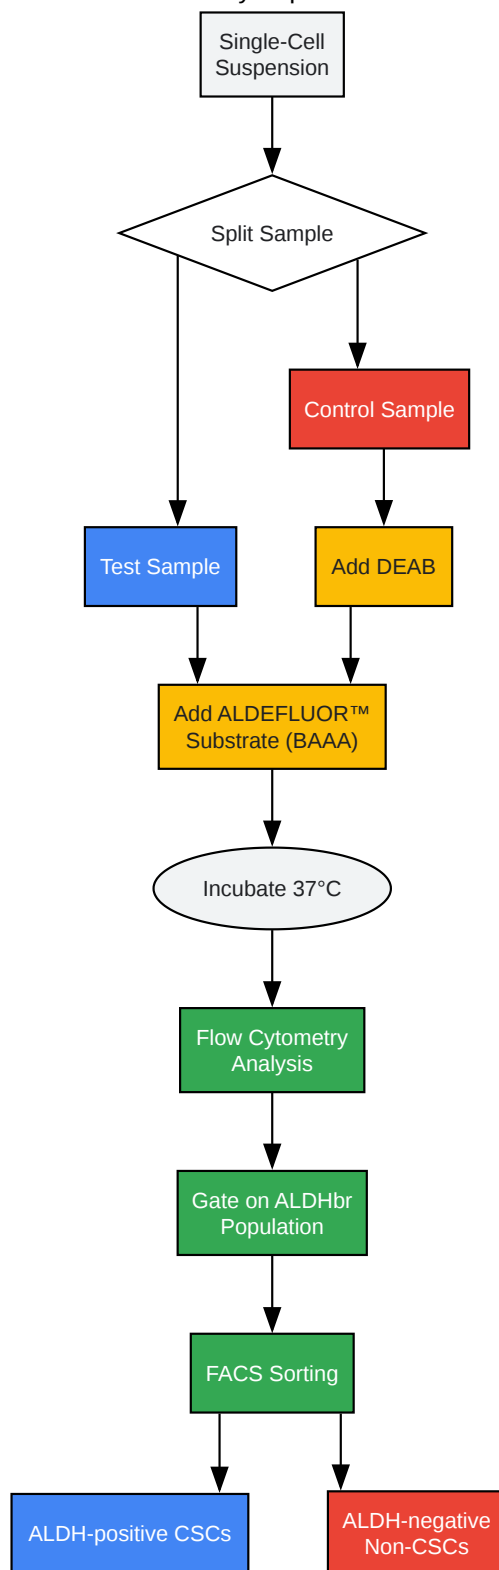 Single-Cell
Suspension
Split Sample
Control Sample
Test Sample
Add DEAB
Add ALDEFLUOR™
Substrate (BAAA)
Incubate 37°C
Flow Cytometry
Analysis
Gate on ALDHbr
Population
FACS Sorting
ALDH-positive CSCs
ALDH-negative
Non-CSCs